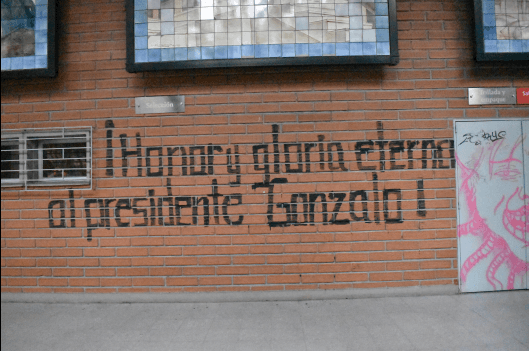 ¡Honor y gloria eterna
al presidente Gonzalo!